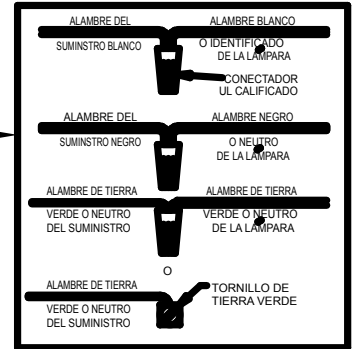 ALAMBRE DEL ALAMBRE BLANCO
SUMINSTRO BLANCO O IDENTIFICADO
DE LA LAMPARA
CONECTADOR
UL CALIFICADO
ALAMBRE DEL ALAMBRE NEGRO
SUMINSTRO NEGRO O NEUTRO
DE LA LAMPARA
ALAMBRE DE TIERRA ALAMBRE DE TIERRA
VERDE O NEUTRO VERDE O NEUTRO
DEL SUMINISTRO DE LA LAMPARA
O
ALAMBRE DE TIERRA TORNILLO DE
TIERRA VERDE
VERDE O NEUTRO
DEL SUMINISTRO